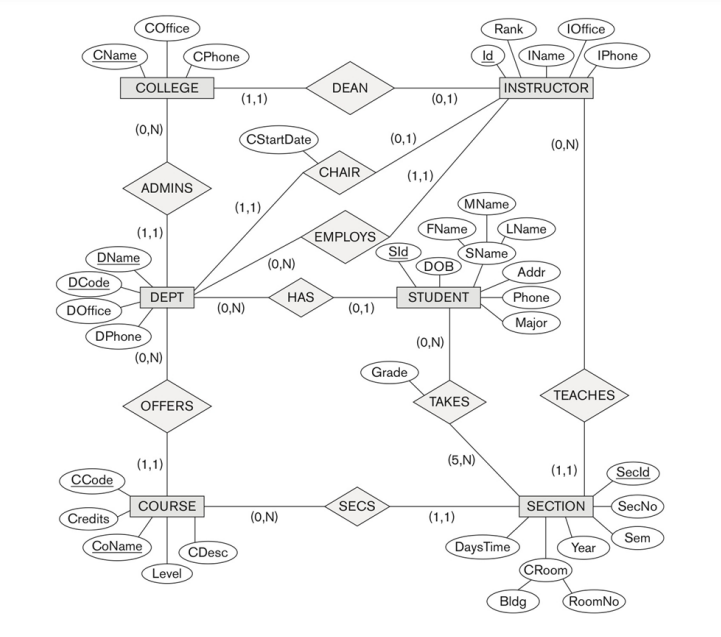 COffice
CName
CPhone
COLLEGE
Rank
IOffice
Id
IName
IPhone
INSTRUCTOR
DEAN
(1,1)
(0,1)
(0,N)
CStartDate
(0,1)
(0,N)
CHAIR
(1,1)
ADMINS
(1,1)
MName
FName
LName
(1,1)
EMPLOYS
SId
SName
DOB
(0,N)
DName
DCode
DEPT
DOffice
DPhone
HAS
(0,N)
(0,1)
STUDENT
Addr
Phone
Major
(0,N)
(0,N)
Grade
OFFERS
TAKES
TEACHES
(1,1)
(5,N)
(1,1)
CCode
COURSE
Credits
CoName
CDesc
Level
SECS
(0,N)
(1,1)
SECTION
SecId
SecNo
Sem
Year
DaysTime
CRoom
Bldg
RoomNo